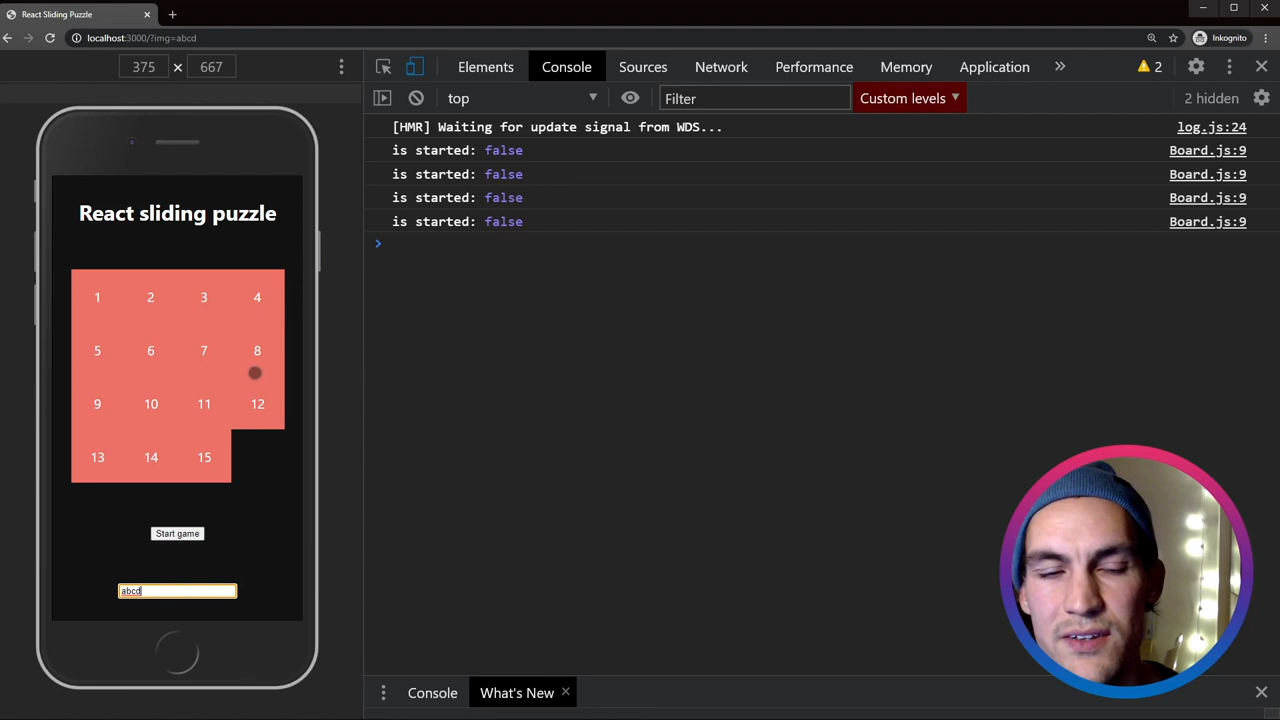 React Sliding Puzzle
localhost:3000/?img=abcd
Inkognito
375 × 667
Elements Console Sources Network Performance Memory Application » 2
top Filter Custom levels 2 hidden
[HMR] Waiting for update signal from WDS... log.js:24
is started: false Board.js:9
is started: false Board.js:9
is started: false Board.js:9
is started: false Board.js:9
React sliding puzzle
1 2 3 4
5 6 7 8
9 10 11 12
13 14 15
Start game
abcd
Console What's New